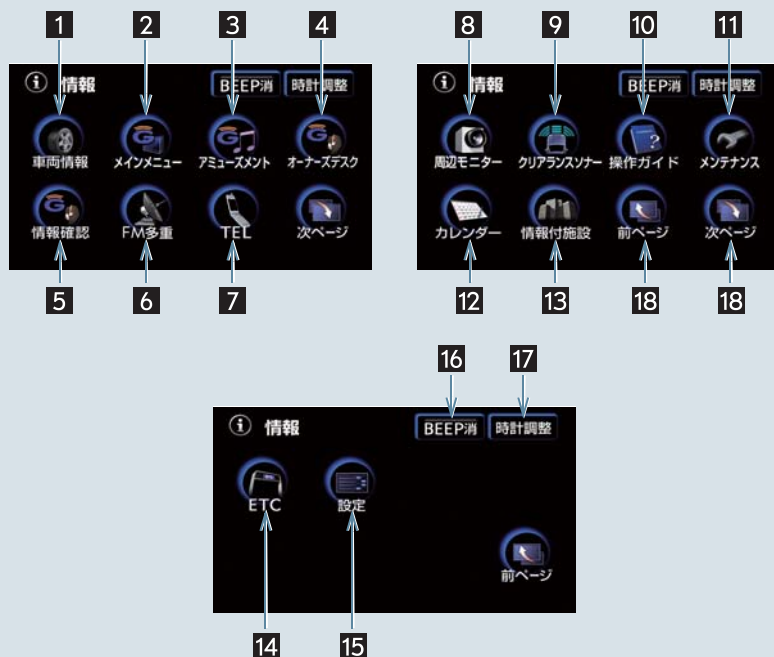 1 2 3 4
情報 BEEP消 時計調整
車両情報 メインメニュー アミューズメント オーナーズデスク
情報確認 FM多重 TEL 次ページ
5 6 7
8 9 10 11
情報 BEEP消 時計調整
周辺モニター クリアランスソナー 操作ガイド メンテナンス
カレンダー 情報付施設 前ページ 次ページ
12 13 18 18
16 17
情報 BEEP消 時計調整
ETC 設定
前ページ
14 15